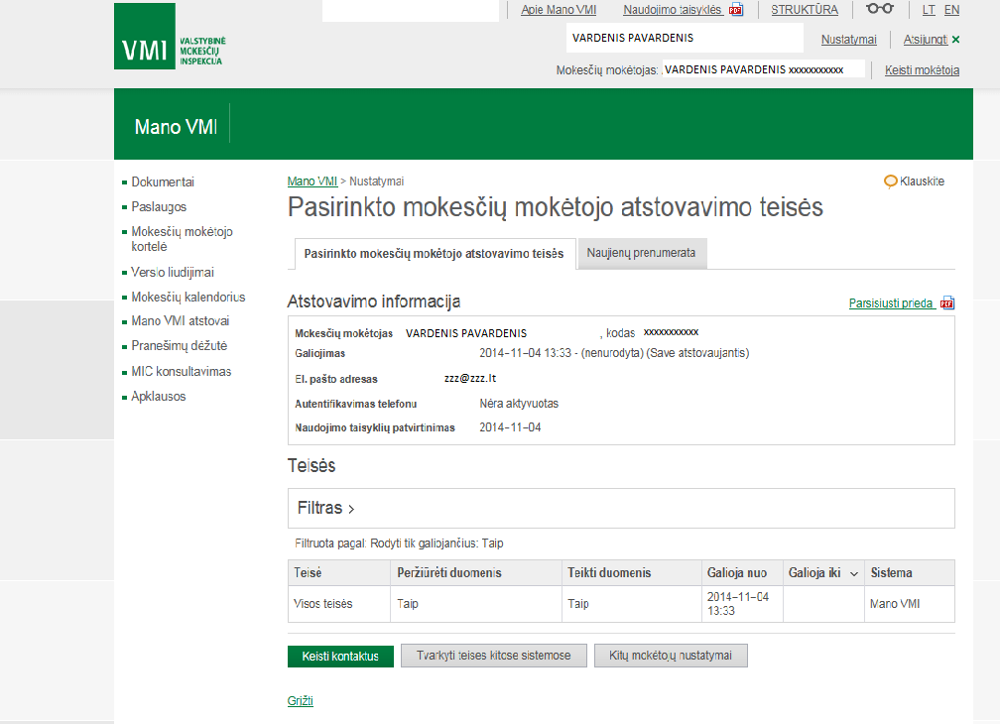 Apie Mano VMI Naudojimo taisyklės STRUKTŪRA LT EN
VMI VALSTYBINĖ
MOKESČIŲ
INSPEKCIJA
VARDENIS PAVARDENIS Nustatymai Atsijungti
Mokesčių mokėtojas: VARDENIS PAVARDENIS xxxxxxxxxxx Keisti mokėtoją
Mano VMI
Dokumentai
Paslaugos
Mokesčių mokėtojo
kortelė
Verslo liudijimai
Mokesčių kalendorius
Mano VMI atstovai
Pranešimų dėžutė
MIC konsultavimas
Apklausos
Mano VMI > Nustatymai
Klauskite
Pasirinkto mokesčių mokėtojo atstovavimo teisės
Pasirinkto mokesčių mokėtojo atstovavimo teisės Naujienų prenumerata
Atstovavimo informacija
Parsisiųsti prieda
Mokesčių mokėtojas VARDENIS PAVARDENIS , kodas xxxxxxxxxxx
Galiojimas 2014-11-04 13:33 - (nenurodyta) (Save atstovaujantis)
El. pašto adresas zzz@zzz.lt
Autentifikavimas telefonu Nėra aktyvuotas
Naudojimo taisyklių patvirtinimas 2014-11-04
Teisės
Filtras >
Filtruota pagal: Rodyti tik galiojančius: Taip
Teisė Peržiūrėti duomenis Teikti duomenis Galioja nuo Galioja iki Sistema
Visos teisės Taip Taip 2014-11-04
13:33 Mano VMI
Keisti kontaktus Tvarkyti teises kitose sistemose Kitų mokėtojų nustatymai
Grįžti